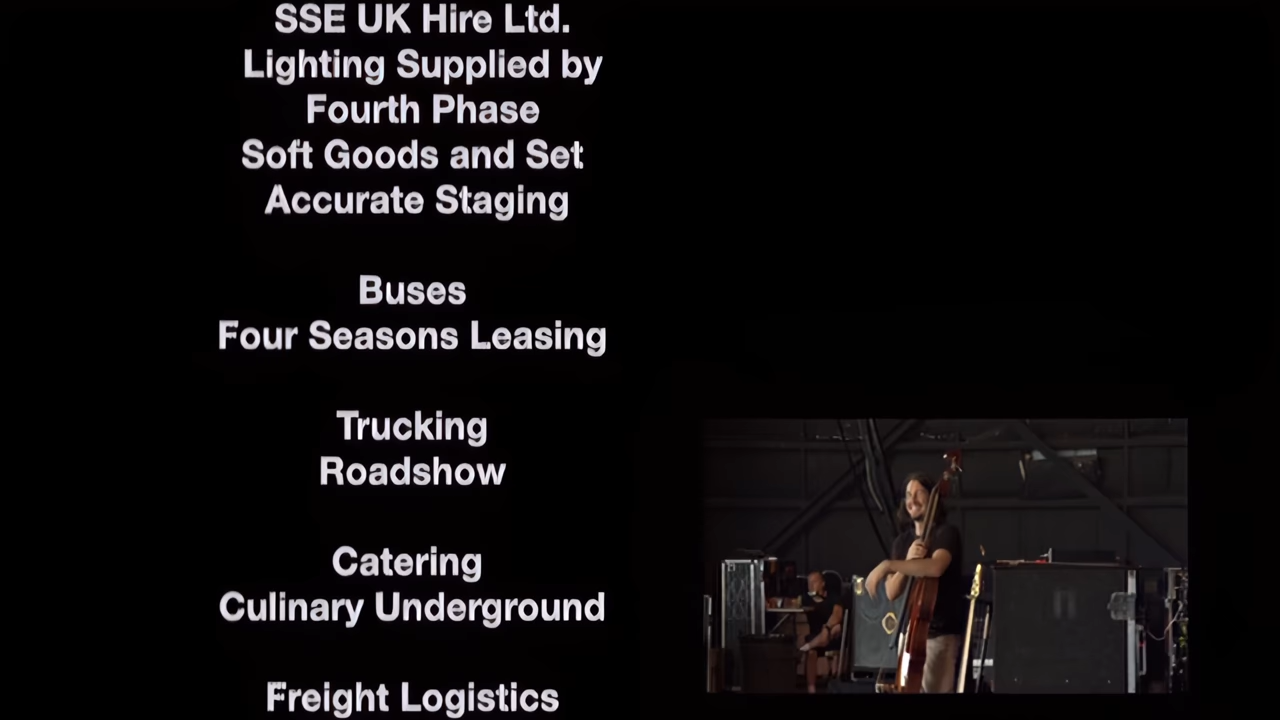 SSE UK Hire Ltd.
Lighting Supplied by
Fourth Phase
Soft Goods and Set
Accurate Staging
Buses
Four Seasons Leasing
Trucking
Roadshow
Catering
Culinary Underground
Freight Logistics